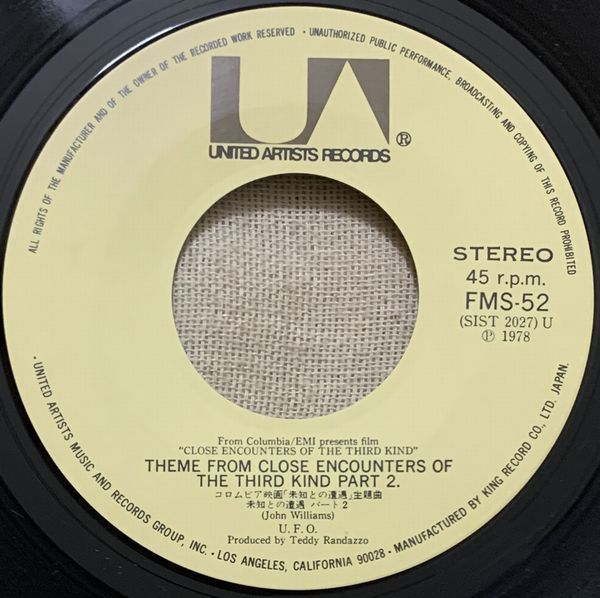 ALL RIGHTS OF THE MANUFACTURER AND OF THE OWNER OF THE RECORDED WORK RESERVED · UNAUTHORIZED PUBLIC PERFORMANCE, BROADCASTING AND COPYING OF THIS RECORD PROHIBITED
UA
UNITED ARTISTS RECORDS ®
STEREO
45 r.p.m.
FMS-52
(SIST 2027) U
Ⓟ 1978
From Columbia/EMI presents film
"CLOSE ENCOUNTERS OF THE THIRD KIND"
THEME FROM CLOSE ENCOUNTERS OF
THE THIRD KIND PART 2.
コロムビア映画「未知との遭遇」主題曲
未知との遭遇 パート2
(John Williams)
U. F. O.
Produced by Teddy Randazzo
· UNITED ARTISTS MUSIC AND RECORDS GROUP, INC. · LOS ANGELES, CALIFORNIA 90028 · MANUFACTURED BY KING RECORD CO., LTD. JAPAN.